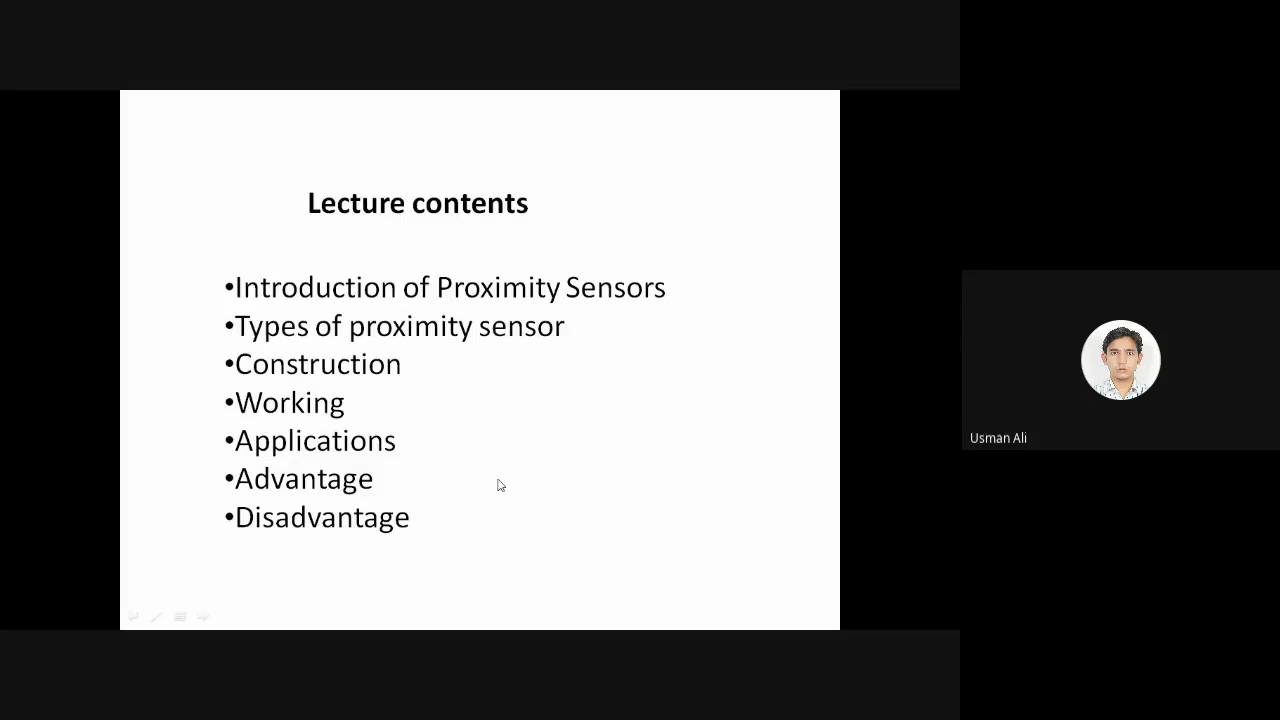 Lecture contents
•Introduction of Proximity Sensors
•Types of proximity sensor
•Construction
•Working
•Applications
•Advantage
•Disadvantage
Usman Ali